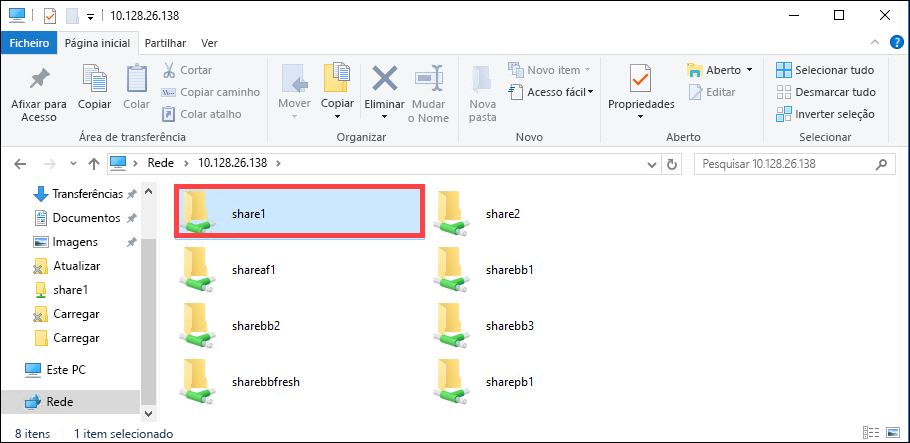 10.128.26.138
Ficheiro Página inicial Partilhar Ver
Afixar para Acesso
Copiar
Colar
Cortar
Copiar caminho
Colar atalho
Área de transferência
Mover
Copiar
Eliminar
Mudar o Nome
Organizar
Nova pasta
Novo item
Acesso fácil
Novo
Propriedades
Aberto
Editar
Aberto
Selecionar tudo
Desmarcar tudo
Inverter seleção
Selecionar
Rede > 10.128.26.138 >
Pesquisar 10.128.26.138
Transferências
Documentos
Imagens
Atualizar
share1
Carregar
Carregar
Este PC
Rede
share1
share2
shareaf1
sharebb1
sharebb2
sharebb3
sharebbfresh
sharepb1
8 itens 1 item selecionado